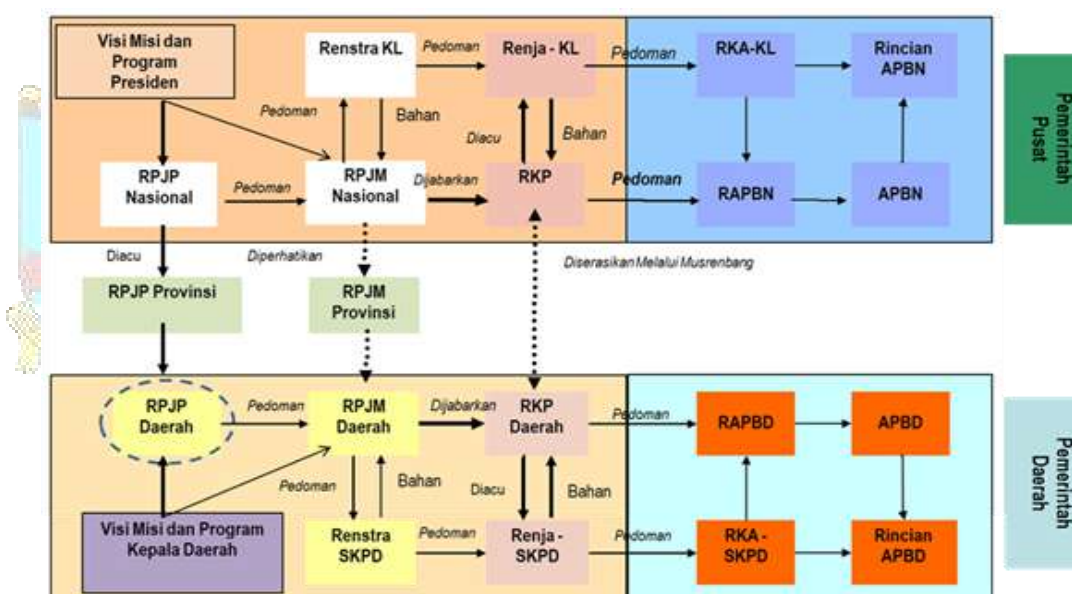 Visi Misi dan
Program
Presiden
Renstra KL
Pedoman
Renja - KL
Pedoman
RKA-KL
Rincian
APBN
Pemerintah
Pusat
Pedoman
Bahan
Diacu
Bahan
RPJP
Nasional
Pedoman
RPJM
Nasional
Dijabarkan
RKP
Pedoman
RAPBN
APBN
Diacu
Diperhatikan
Diserasikan Melalui Musrenbang
RPJP Provinsi
RPJM
Provinsi
RPJP
Daerah
Pedoman
RPJM
Daerah
Dijabarkan
RKP
Daerah
Pedoman
RAPBD
APBD
Pemerintah
Daerah
Pedoman
Bahan
Diacu
Bahan
Visi Misi dan Program
Kepala Daerah
Renstra
SKPD
Pedoman
Renja -
SKPD
Pedoman
RKA -
SKPD
Rincian
APBD